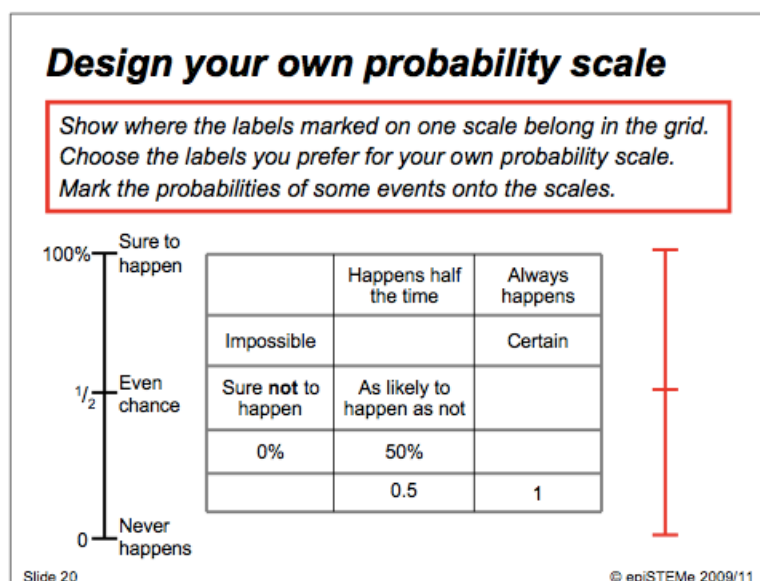 Design your own probability scale
Show where the labels marked on one scale belong in the grid.
Choose the labels you prefer for your own probability scale.
Mark the probabilities of some events onto the scales.
100%
Sure to
happen
1/2
Even
chance
0
Never
happens
Happens half
the time
Always
happens
Impossible
Certain
Sure not to
happen
As likely to
happen as not
0%
50%
0.5
1
Slide 20
© epiSTEMe 2009/11